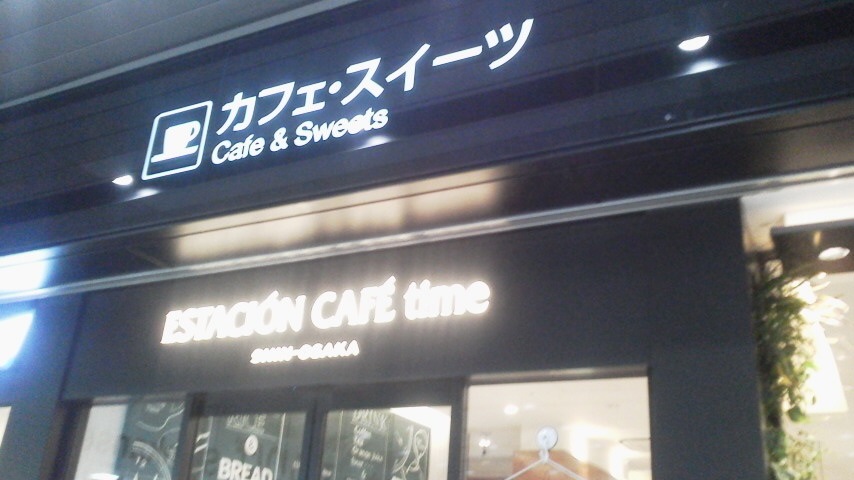 カフェ・スイーツ
Cafe & Sweets
ESTACIÓN CAFÉ time
SHIN-OSAKA
BREAD